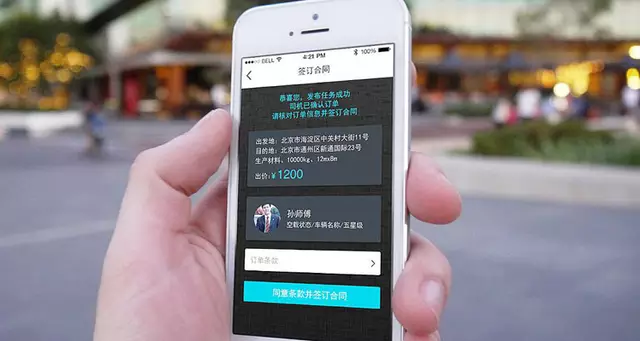 BELL 4:21 PM 100%
签订合同
恭喜您，发布任务成功
司机已确认订单
请核对订单信息并签订合同
出发地：北京市海淀区中关村大街11号
目的地：北京市通州区新通国际23号
生产材料、10000kg，12mx8m
出价:¥1200
孙师傅
空载状态/车辆名称/五星级
订单条款
同意条款并签订合同